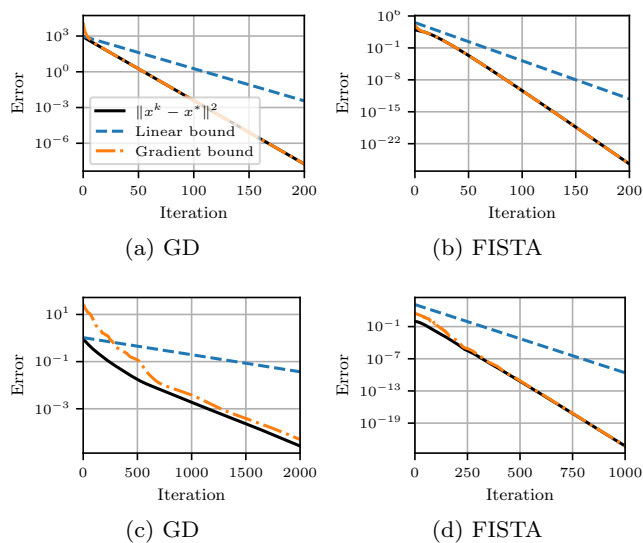 10^3
10^0
10^{-3}
10^{-6}
Error
‖x^k − x^*‖^2
Linear bound
Gradient bound
0 50 100 150 200
Iteration
(a) GD
10^6
10^{-1}
10^{-8}
10^{-15}
10^{-22}
Error
0 50 100 150 200
Iteration
(b) FISTA
10^1
10^{-1}
10^{-3}
Error
0 500 1000 1500 2000
Iteration
(c) GD
10^{-1}
10^{-7}
10^{-13}
10^{-19}
Error
0 250 500 750 1000
Iteration
(d) FISTA